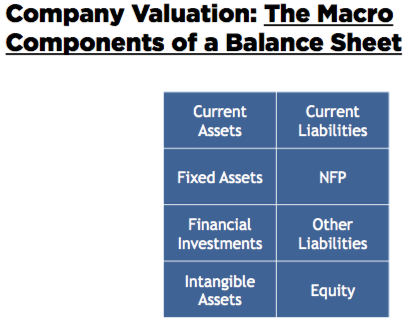 Company Valuation: The Macro
Components of a Balance Sheet
Current
Assets
Current
Liabilities
Fixed Assets
NFP
Financial
Investments
Other
Liabilities
Intangible
Assets
Equity